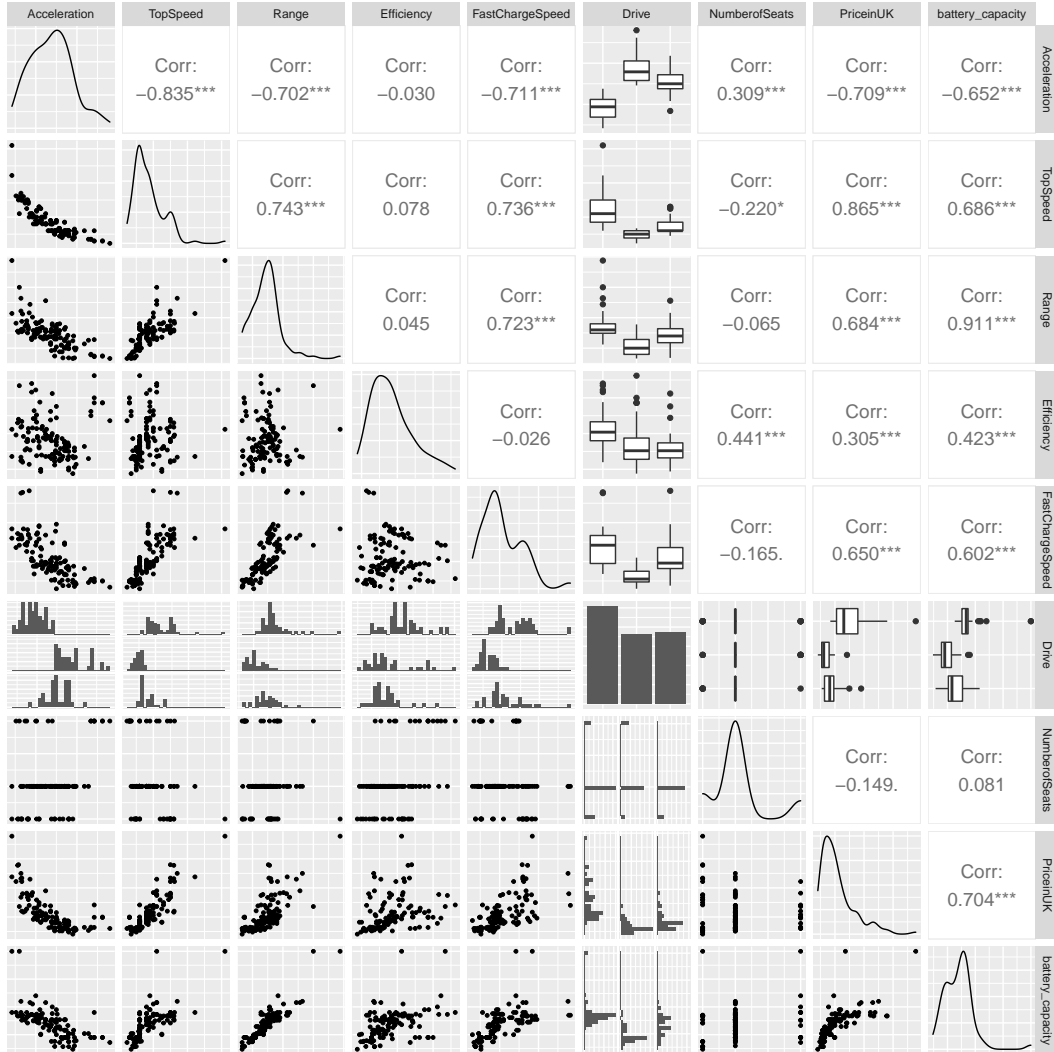 Acceleration TopSpeed Range Efficiency FastChargeSpeed Drive NumberofSeats PriceinUK battery_capacity
Corr: Corr: Corr: Corr: Corr: Corr: Corr:
−0.835*** −0.702*** −0.030 −0.711*** 0.309*** −0.709*** −0.652***
Acceleration
Corr: Corr: Corr: Corr: Corr: Corr:
0.743*** 0.078 0.736*** −0.220* 0.865*** 0.686***
TopSpeed
Corr: Corr: Corr: Corr: Corr:
0.045 0.723*** −0.065 0.684*** 0.911***
Range
Corr: Corr: Corr: Corr:
−0.026 0.441*** 0.305*** 0.423***
Efficiency
Corr: Corr: Corr:
−0.165. 0.650*** 0.602***
FastChargeSpeed
Drive
Corr: Corr:
−0.149. 0.081
NumberofSeats
Corr:
0.704***
PriceinUK
battery_capacity